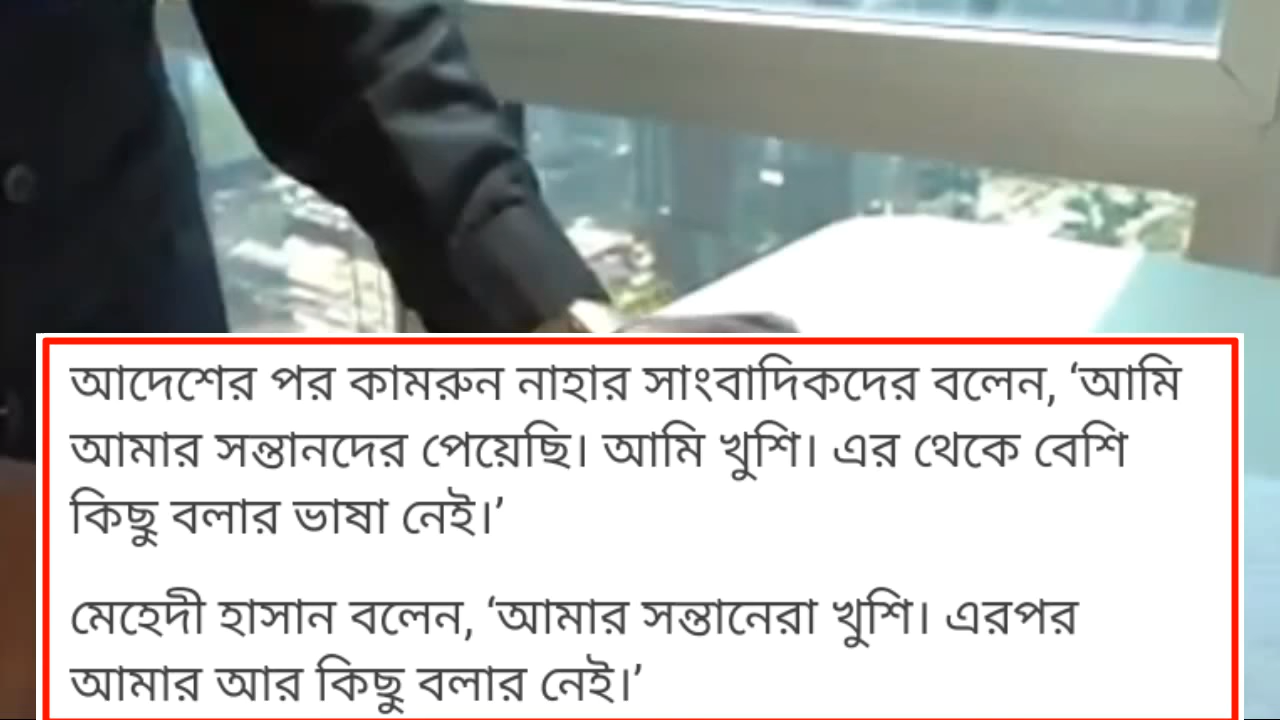 আদেশের পর কামরুন নাহার সাংবাদিকদের বলেন, ‘আমি
আমার সন্তানদের পেয়েছি। আমি খুশি। এর থেকে বেশি
কিছু বলার ভাষা নেই।’
মেহেদী হাসান বলেন, ‘আমার সন্তানেরা খুশি। এরপর
আমার আর কিছু বলার নেই।’